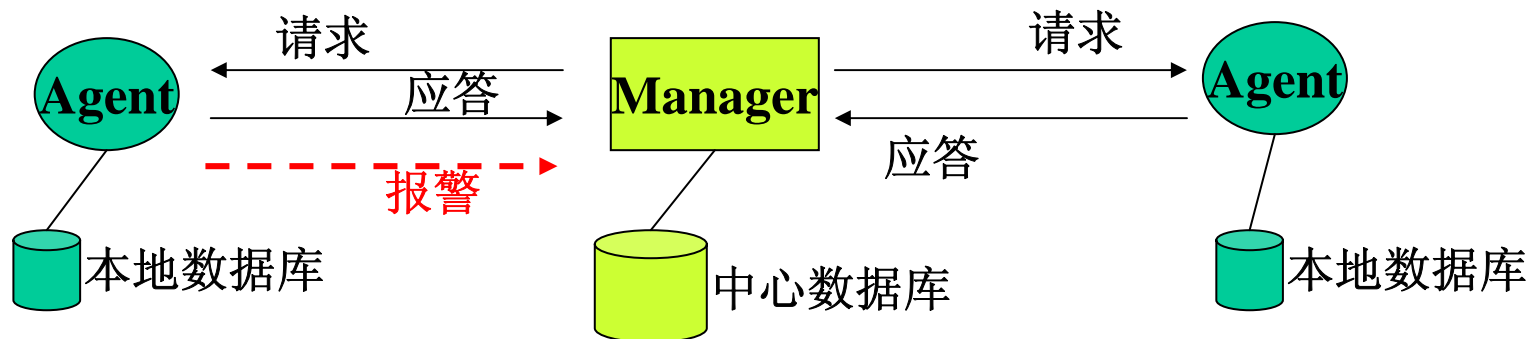 请求
请求
Agent
应答
Manager
Agent
应答
报警
本地数据库
中心数据库
本地数据库